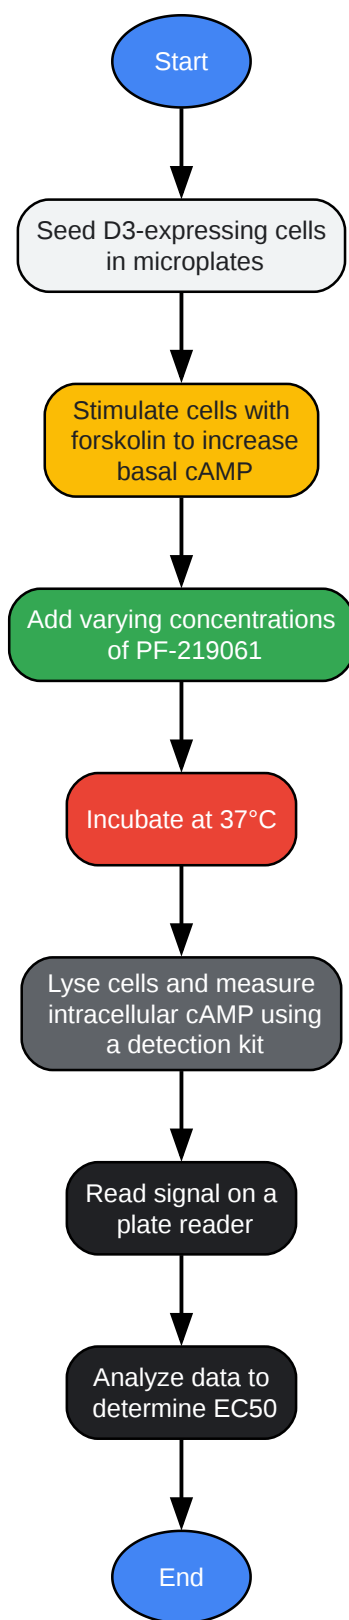 Start
Seed D3-expressing cells
in microplates
Stimulate cells with
forskolin to increase
basal cAMP
Add varying concentrations
of PF-219061
Incubate at 37°C
Lyse cells and measure
intracellular cAMP using
a detection kit
Read signal on a
plate reader
Analyze data to
determine EC50
End